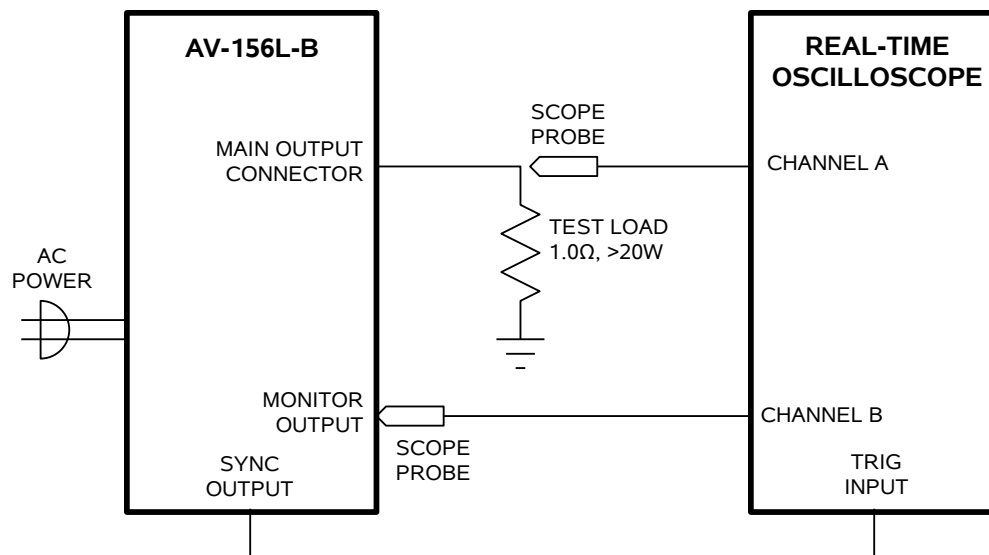 AV-156L-B
REAL-TIME
OSCILLOSCOPE
SCOPE
PROBE
MAIN OUTPUT
CONNECTOR
CHANNEL A
TEST LOAD
1.0Ω, >20W
AC
POWER
MONITOR
OUTPUT
CHANNEL B
SCOPE
PROBE
SYNC
OUTPUT
TRIG
INPUT